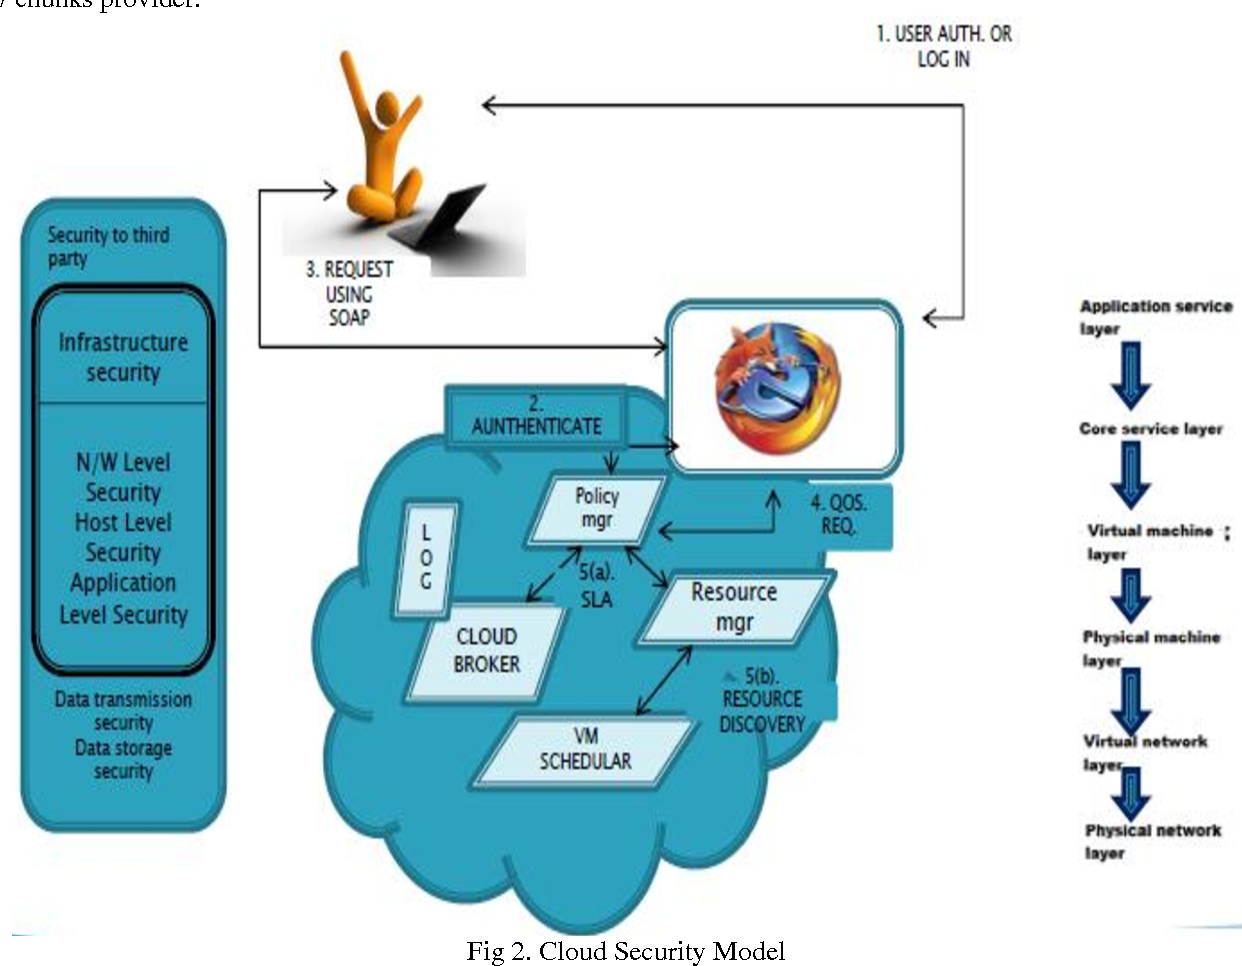 chunks provider.
1. USER AUTH. OR
LOG IN
3. REQUEST
USING
SOAP
Security to third
party
Infrastructure
security
N/W Level
Security
Host Level
Security
Application
Level Security
Data transmission
security
Data storage
security
2.
AUNTHENTICATE
Policy
mgr
4. QOS.
REQ.
L
O
G
5(a).
SLA
CLOUD
BROKER
Resource
mgr
5(b).
RESOURCE
DISCOVERY
VM
SCHEDULAR
Application service
layer
Core service layer
Virtual machine ;
layer
Physical machine
layer
Virtual network
layer
Physical network
layer
Fig 2. Cloud Security Model